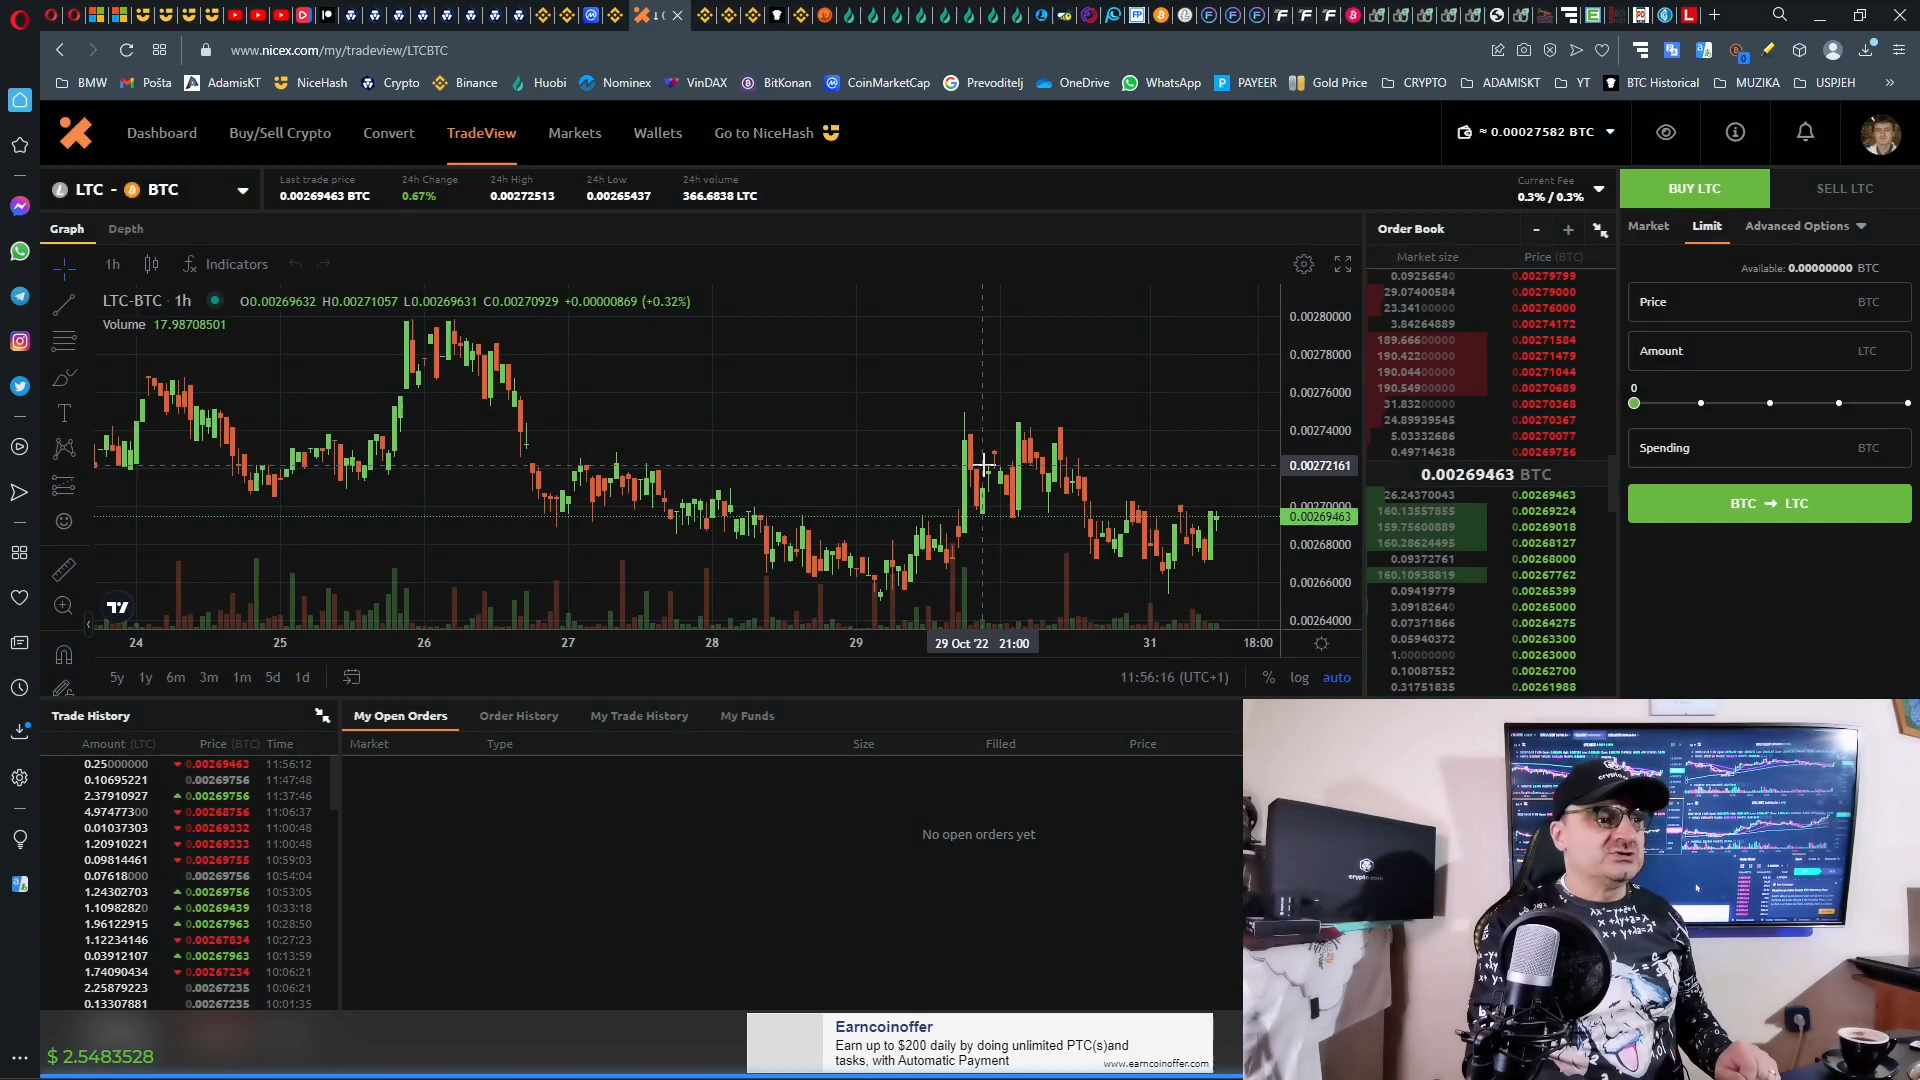 www.nicex.com/my/tradeview/LTCBTC
BMW Pošta AdamisKT NiceHash Crypto Binance Huobi Nominex VinDAX BitKonan CoinMarketCap Prevoditelj OneDrive WhatsApp PAYEER Gold Price CRYPTO ADAMISKT YT BTC Historical MUZIKA USPJEH »
Dashboard Buy/Sell Crypto Convert TradeView Markets Wallets Go to NiceHash ≈ 0.00027582 BTC
LTC - BTC
Last trade price 24h Change 24h High 24h Low 24h volume
0.00269463 BTC 0.67% 0.00272513 0.00265437 366.6838 LTC
Current Fee
0.3% / 0.3%
BUY LTC SELL LTC
Graph Depth
Order Book - +
Market Limit Advanced Options
1h Indicators
Market size Price (BTC)
Available: 0.00000000 BTC
LTC-BTC · 1h O0.00269632 H0.00271057 L0.00269631 C0.00270929 +0.00000869 (+0.32%)
Volume 17.98708501
0.00280000
0.00278000
0.00276000
0.00274000
0.00272161
0.00270000
0.00269463
0.00268000
0.00266000
0.00264000
24 25 26 27 28 29 29 Oct '22 21:00 31 18:00
5y 1y 6m 3m 1m 5d 1d 11:56:16 (UTC+1) % log auto
0.09256540 0.00279799
29.07400584 0.00279000
23.34100000 0.00276000
3.84264889 0.00274172
189.66600000 0.00271584
190.42200000 0.00271479
190.04400000 0.00271044
190.54900000 0.00270689
31.83200000 0.00270368
24.89939545 0.00270367
5.03332686 0.00270077
0.49714638 0.00269756
0.00269463 BTC
26.24370043 0.00269463
160.13557855 0.00269224
159.75600889 0.00269018
160.28624495 0.00268127
0.09372761 0.00268000
160.10938819 0.00267762
0.09419779 0.00265399
3.09182640 0.00265000
0.07371866 0.00264275
0.05940372 0.00263300
1.00000000 0.00263000
0.10087552 0.00262700
0.31751835 0.00261988
Price BTC
Amount LTC
0
Spending BTC
BTC → LTC
Trade History
My Open Orders Order History My Trade History My Funds
Amount (LTC) Price (BTC) Time
Market Type Size Filled Price
0.25000000 0.00269463 11:56:12
0.10695221 0.00269756 11:47:48
2.37910927 0.00269756 11:37:46
4.97477300 0.00268756 11:06:37
0.01037303 0.00269332 11:00:48
1.20910221 0.00269333 11:00:48
0.09814461 0.00269755 10:59:03
0.07618000 0.00269756 10:54:04
1.24302703 0.00269756 10:53:05
1.10982820 0.00269439 10:33:18
1.96122915 0.00267963 10:28:50
1.12234146 0.00267834 10:27:23
0.03912107 0.00267963 10:13:59
1.74090434 0.00267234 10:06:21
2.25879223 0.00267235 10:06:21
0.13307881 0.00267235 10:01:35
No open orders yet
$ 2.5483528
Earncoinoffer
Earn up to $200 daily by doing unlimited PTC(s)and
tasks, with Automatic Payment
www.earncoinoffer.com